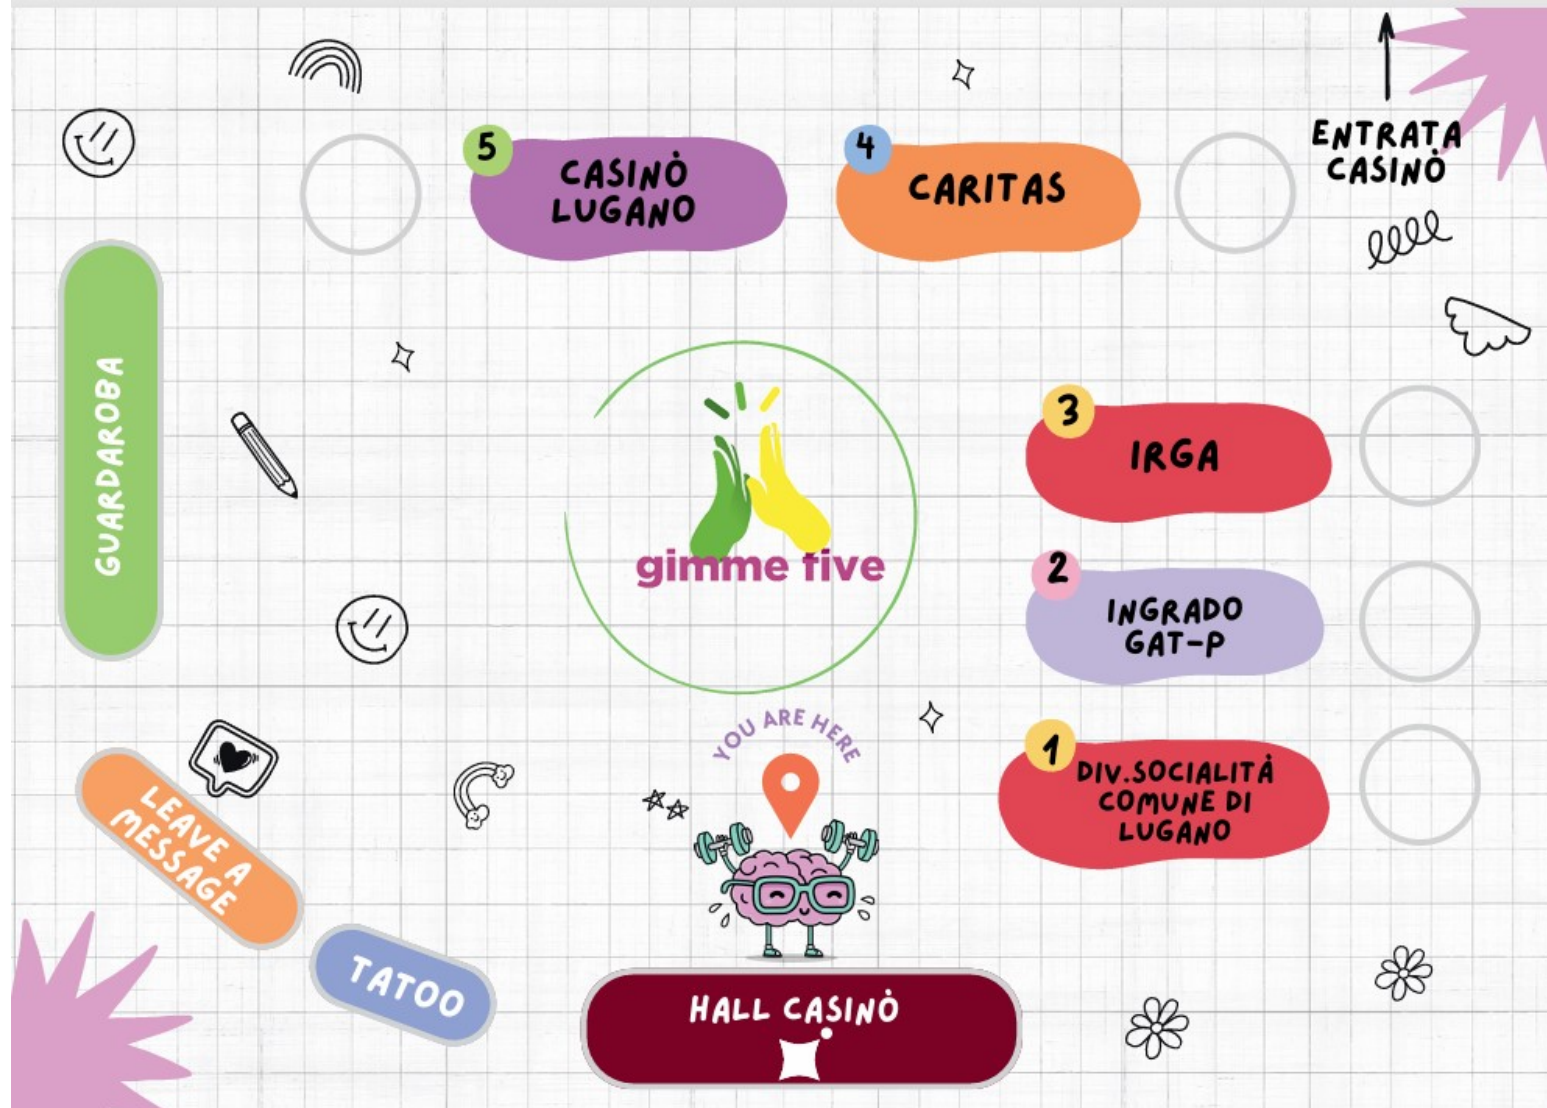 ENTRATA
CASINÒ
5
CASINÒ
LUGANO
4
CARITAS
GUARDAROBA
3
IRGA
gimme five
2
INGRADO
GAT-P
YOU ARE HERE
1
DIV.SOCIALITÀ
COMUNE DI
LUGANO
LEAVE A
MESSAGE
TATOO
HALL CASINÒ